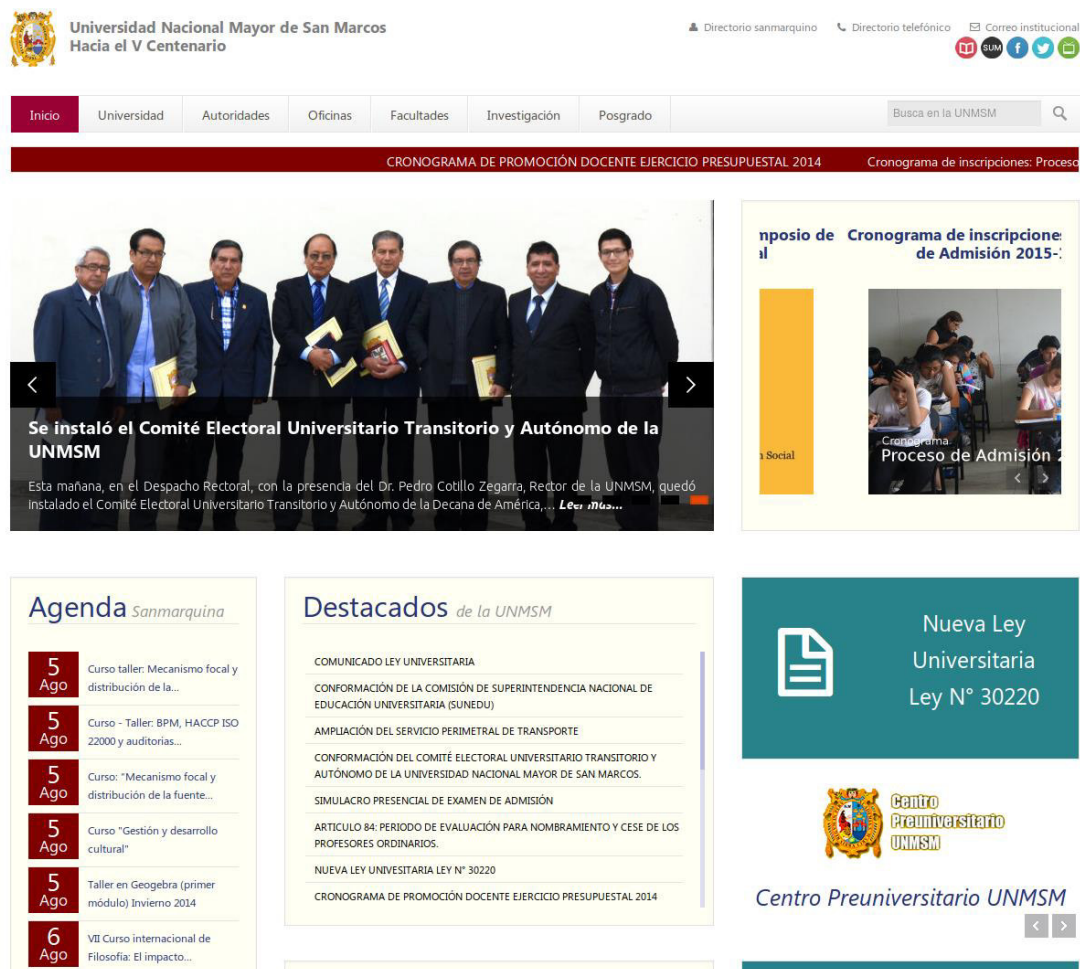 Universidad Nacional Mayor de San Marcos
Hacia el V Centenario
Directorio sanmarquino
Directorio telefónico
Correo institucional
SUM
Inicio
Universidad
Autoridades
Oficinas
Facultades
Investigación
Posgrado
Busca en la UNMSM
CRONOGRAMA DE PROMOCIÓN DOCENTE EJERCICIO PRESUPUESTAL 2014
Cronograma de inscripciones: Proceso
Se instaló el Comité Electoral Universitario Transitorio y Autónomo de la
UNMSM
Esta mañana, en el Despacho Rectoral, con la presencia del Dr. Pedro Cotillo Zegarra, Rector de la UNMSM, quedó
instalado el Comité Electoral Universitario Transitorio y Autónomo de la Decana de América,... Leer más...
mposio de
al
n Social
Cronograma de inscripcione
de Admisión 2015-
Cronograma
Proceso de Admisión 2
Agenda Sanmarquina
5
Ago
Curso taller: Mecanismo focal y
distribución de la...
5
Ago
Curso - Taller: BPM, HACCP ISO
22000 y auditorias...
5
Ago
Curso: "Mecanismo focal y
distribución de la fuente...
5
Ago
Curso "Gestión y desarrollo
cultural"
5
Ago
Taller en Geogebra (primer
módulo) Invierno 2014
6
Ago
VII Curso internacional de
Filosofía: El impacto...
Destacados de la UNMSM
COMUNICADO LEY UNIVERSITARIA
CONFORMACIÓN DE LA COMISIÓN DE SUPERINTENDENCIA NACIONAL DE
EDUCACIÓN UNIVERSITARIA (SUNEDU)
AMPLIACIÓN DEL SERVICIO PERIMETRAL DE TRANSPORTE
CONFORMACIÓN DEL COMITÉ ELECTORAL UNIVERSITARIO TRANSITORIO Y
AUTÓNOMO DE LA UNIVERSIDAD NACIONAL MAYOR DE SAN MARCOS.
SIMULACRO PRESENCIAL DE EXAMEN DE ADMISIÓN
ARTICULO 84: PERIODO DE EVALUACIÓN PARA NOMBRAMIENTO Y CESE DE LOS
PROFESORES ORDINARIOS.
NUEVA LEY UNIVESITARIA LEY N° 30220
CRONOGRAMA DE PROMOCIÓN DOCENTE EJERCICIO PRESUPUESTAL 2014
Nueva Ley
Universitaria
Ley N° 30220
Centro
Preuniversitario
UNMSM
Centro Preuniversitario UNMSM